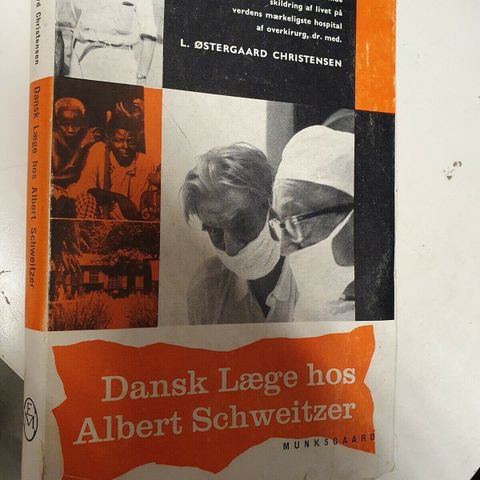 skildring af livet på
verdens mærkeligste hospital
af overkirurg, dr. med.
L. ØSTERGAARD CHRISTENSEN
Dansk Læge hos
Albert Schweitzer
MUNKSGAARD
Christensen
Dansk Læge hos Albert Schweitzer